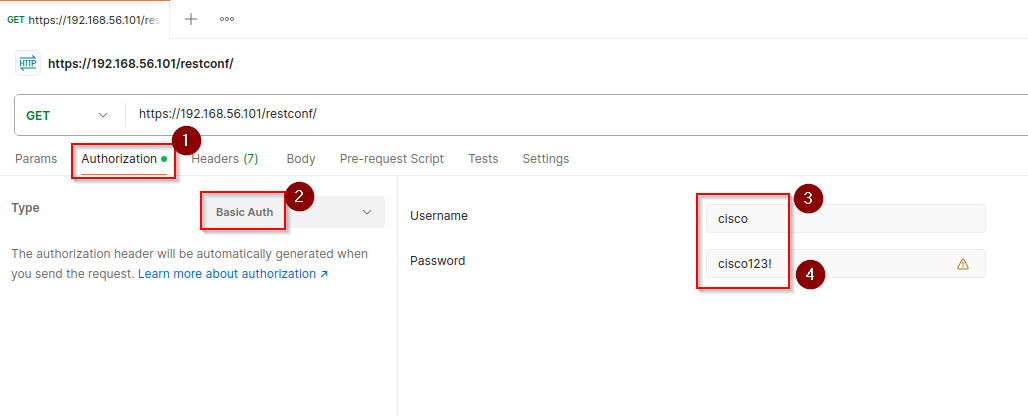 GET https://192.168.56.101/res
HTTP https://192.168.56.101/restconf/
GET https://192.168.56.101/restconf/
1
Params Authorization Headers (7) Body Pre-request Script Tests Settings
2
3
Type Basic Auth
Username cisco
The authorization header will be automatically generated when
you send the request. Learn more about authorization ↗
Password cisco123!
4